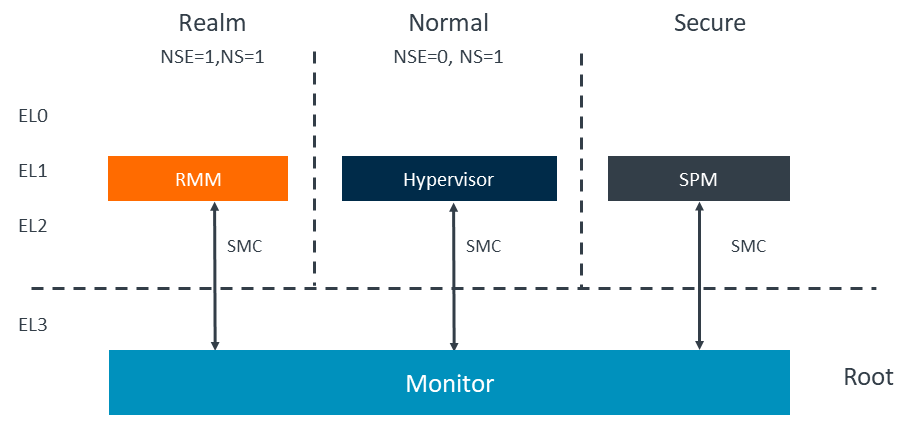 Realm Normal Secure
NSE=1,NS=1 NSE=0, NS=1
EL0
EL1 RMM Hypervisor SPM
EL2
SMC SMC SMC
EL3
Monitor Root